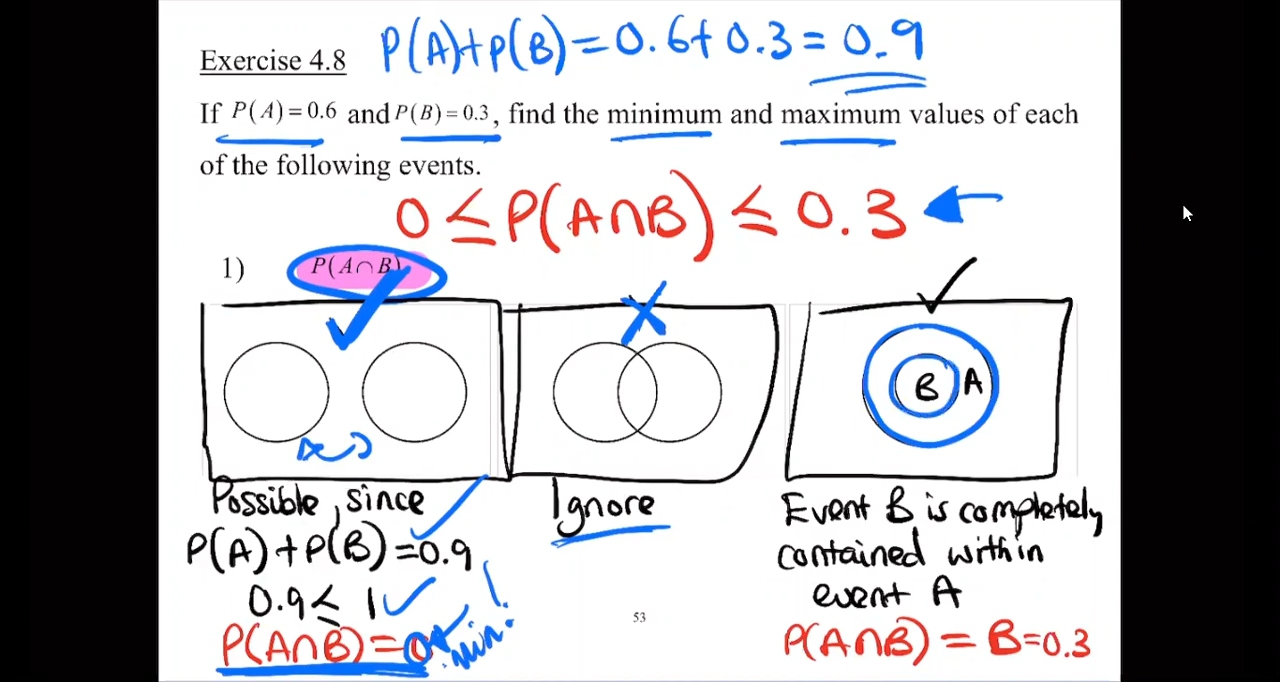 P(A)+P(B)=0.6+0.3=0.9
Exercise 4.8
If P(A)=0.6 and P(B)=0.3, find the minimum and maximum values of each
of the following events.
0≤P(A∩B)≤0.3
1) P(A∩B)
B A
Possible, since
P(A)+P(B)=0.9
0.9≤1
P(A∩B)=0
min!
Ignore
Event B is completely
contained within
event A
P(A∩B)=B=0.3
53